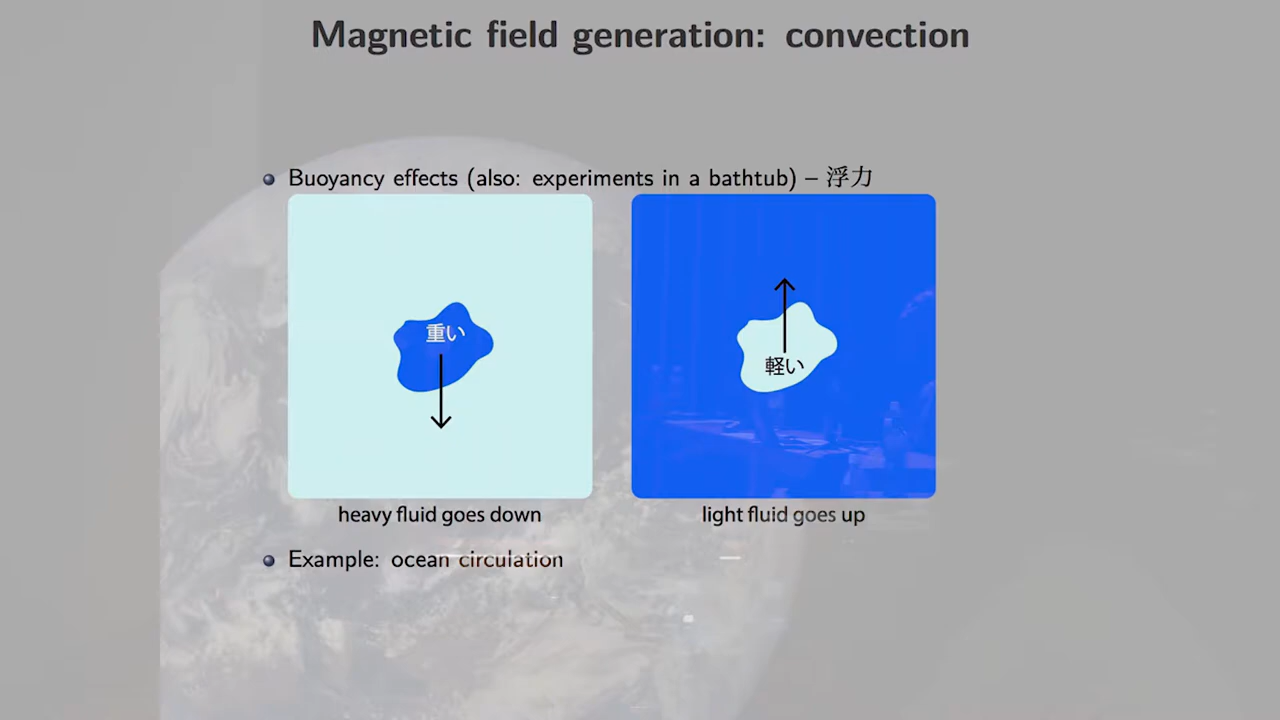 Magnetic field generation: convection
Buoyancy effects (also: experiments in a bathtub) – 浮力
重い
軽い
heavy fluid goes down
light fluid goes up
Example: ocean circulation